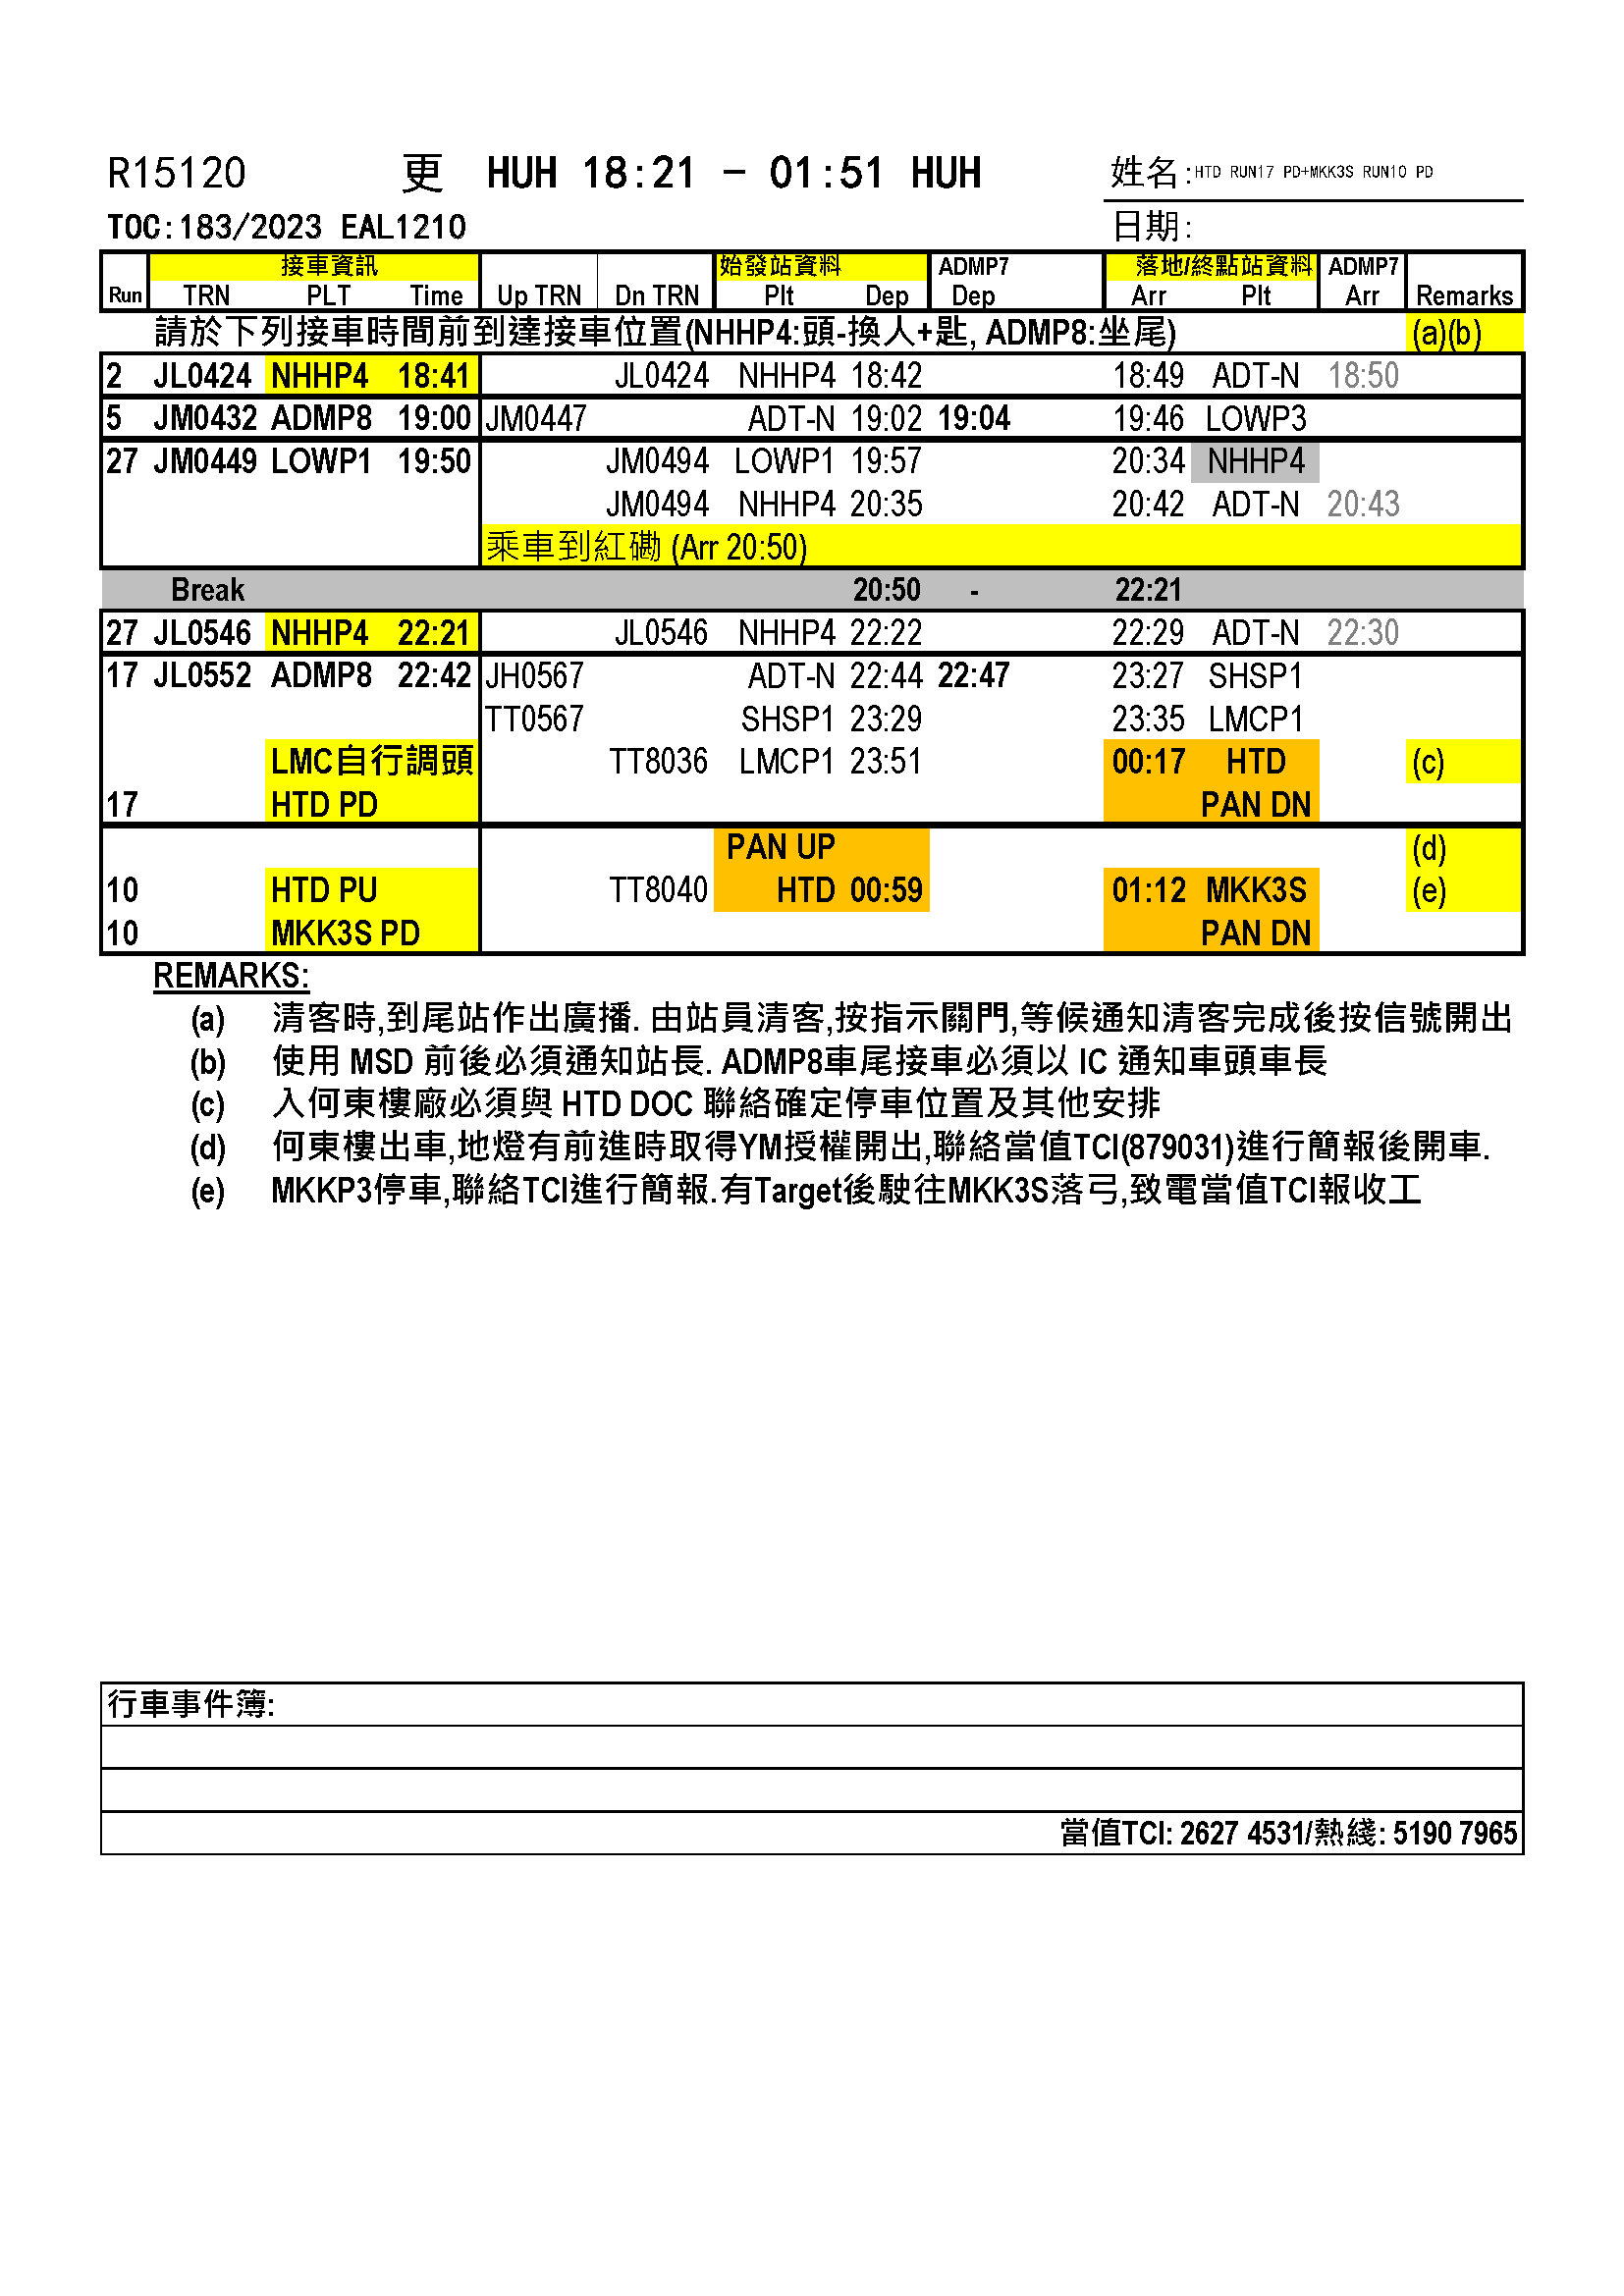 R15120 更 HUH 18:21 - 01:51 HUH 姓名:HTD RUN17 PD+MKK3S RUN10 PD
TOC:183/2023 EAL1210 日期:
接車資訊 始發站資料 ADMP7 落地/終點站資料 ADMP7
Run TRN PLT Time Up TRN Dn TRN Plt Dep Dep Arr Plt Arr Remarks
請於下列接車時間前到達接車位置(NHHP4:頭-換人+匙, ADMP8:坐尾) (a)(b)
2 JL0424 NHHP4 18:41 JL0424 NHHP4 18:42 18:49 ADT-N 18:50
5 JM0432 ADMP8 19:00 JM0447 ADT-N 19:02 19:04 19:46 LOWP3
27 JM0449 LOWP1 19:50 JM0494 LOWP1 19:57 20:34 NHHP4
JM0494 NHHP4 20:35 20:42 ADT-N 20:43
乘車到紅磡 (Arr 20:50)
Break 20:50 - 22:21
27 JL0546 NHHP4 22:21 JL0546 NHHP4 22:22 22:29 ADT-N 22:30
17 JL0552 ADMP8 22:42 JH0567 ADT-N 22:44 22:47 23:27 SHSP1
TT0567 SHSP1 23:29 23:35 LMCP1
LMC自行調頭 TT8036 LMCP1 23:51 00:17 HTD (c)
17 HTD PD PAN DN
PAN UP (d)
10 HTD PU TT8040 HTD 00:59 01:12 MKK3S (e)
10 MKK3S PD PAN DN
REMARKS:
(a) 清客時,到尾站作出廣播. 由站員清客,按指示關門,等候通知清客完成後按信號開出
(b) 使用 MSD 前後必須通知站長. ADMP8車尾接車必須以 IC 通知車頭車長
(c) 入何東樓廠必須與 HTD DOC 聯絡確定停車位置及其他安排
(d) 何東樓出車,地燈有前進時取得YM授權開出,聯絡當值TCI(879031)進行簡報後開車.
(e) MKKP3停車,聯絡TCI進行簡報.有Target後駛往MKK3S落弓,致電當值TCI報收工
行車事件簿:
當值TCI: 2627 4531/熱綫: 5190 7965